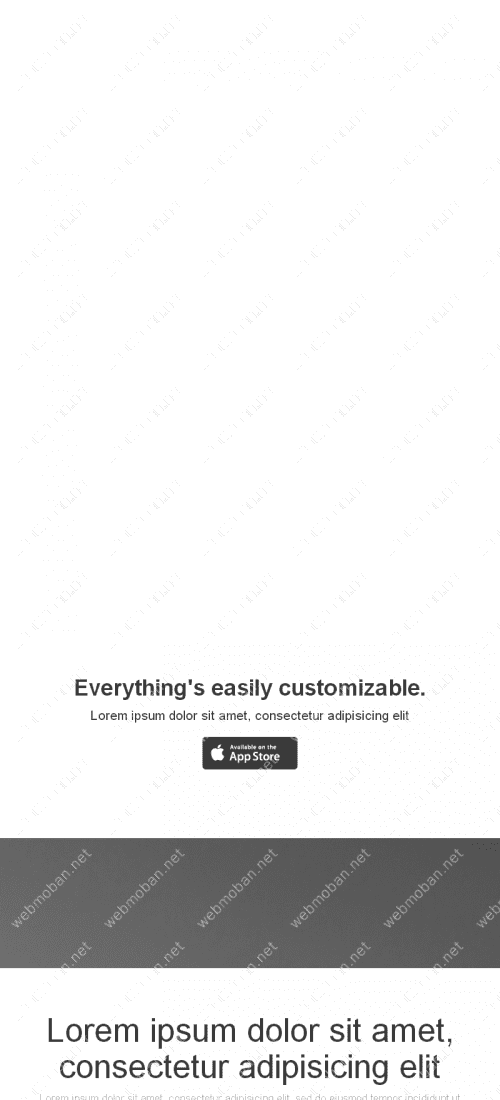 Everything's easily customizable.
Lorem ipsum dolor sit amet, consectetur adipisicing elit
Available on the
App Store
webmoban.net webmoban.net webmoban.net webmoban.net webmoban.net
Lorem ipsum dolor sit amet,
consectetur adipisicing elit
Lorem ipsum dolor sit amet, consectetur adipisicing elit, sed do eiusmod tempor incididunt ut